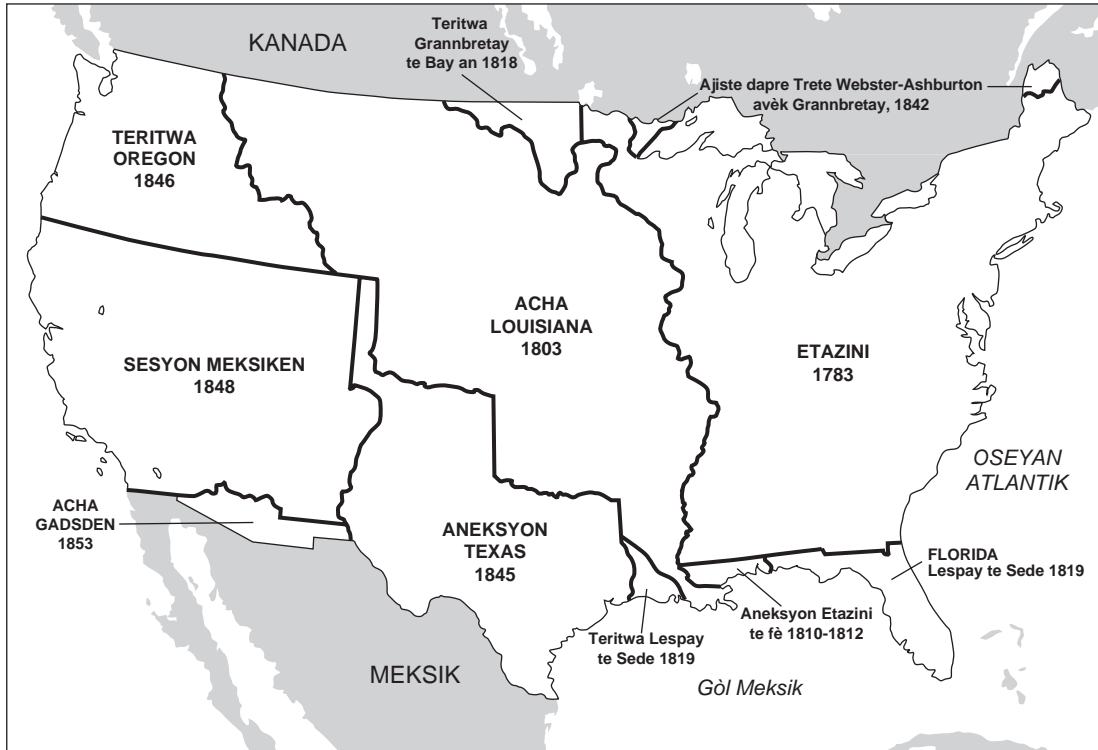 KANADA
Teritwa
Grannbretay
te Bay an 1818
Ajiste dapre Trete Webster-Ashburton
avèk Grannbretay, 1842
TERITWA
OREGON
1846
ACHA
LOUISIANA
1803
ETAZINI
1783
SESYON MEKSIKEN
1848
OSEYAN
ATLANTIK
ACHA
GADSDEN
1853
ANEKSYON
TEXAS
1845
FLORIDA
Lespay te Sede 1819
Aneksyon Etazini
te fè 1810-1812
Teritwa Lespay
te Sede 1819
MEKSIK
Gòl Meksik